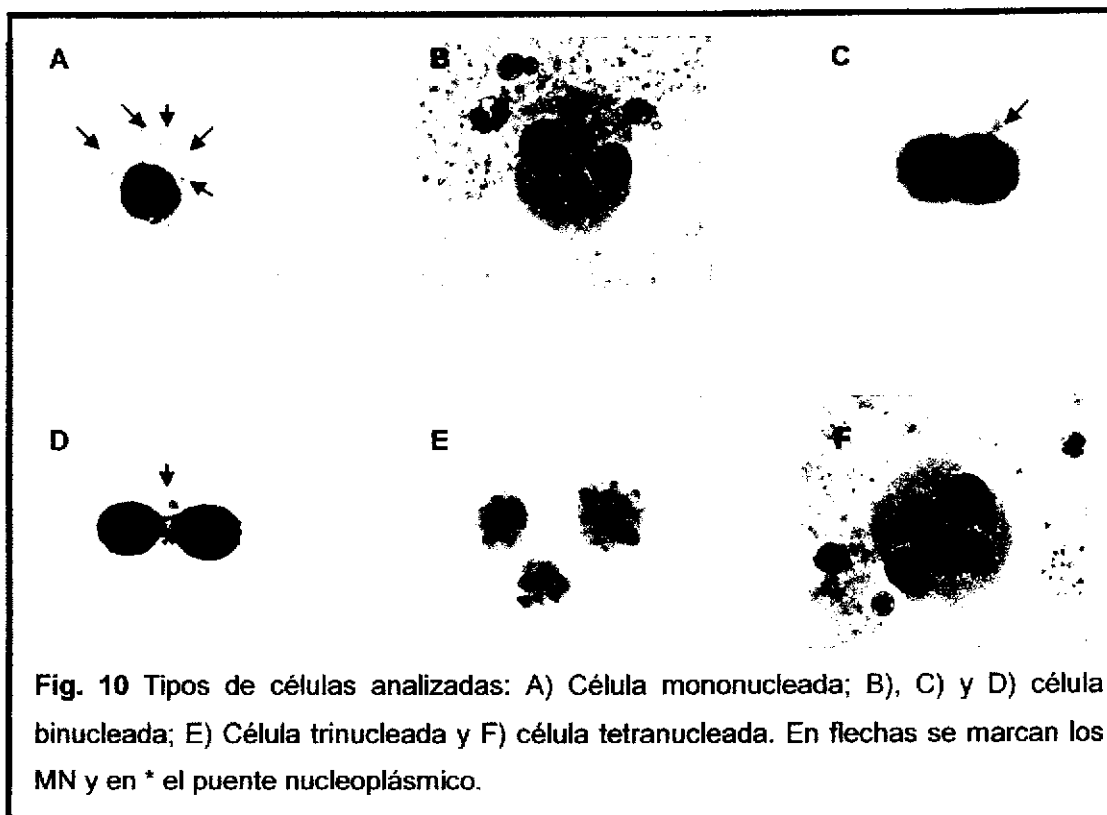 A
B
C
D
E
F
Fig. 10 Tipos de células analizadas: A) Célula mononucleada; B), C) y D) célula
binucleada; E) Célula trinucleada y F) célula tetranucleada. En flechas se marcan los
MN y en * el puente nucleoplásmico.